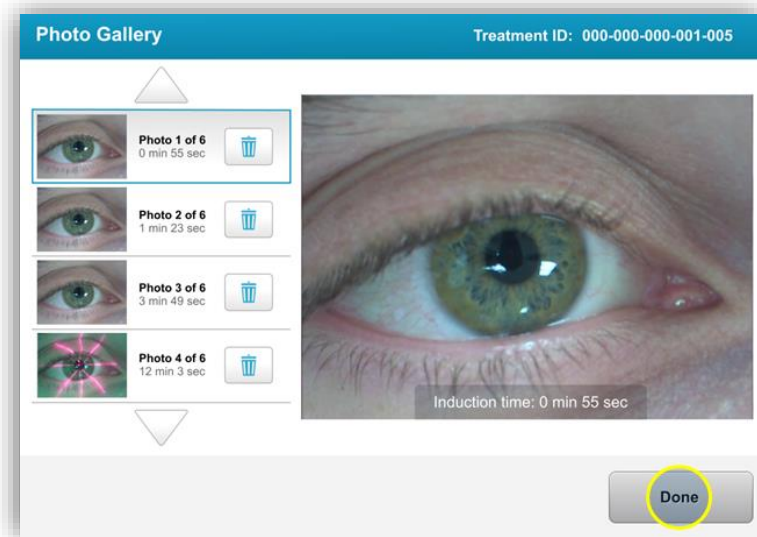 Photo Gallery
Treatment ID: 000-000-000-001-005
Photo 1 of 6
0 min 55 sec
Photo 2 of 6
1 min 23 sec
Photo 3 of 6
3 min 49 sec
Photo 4 of 6
12 min 3 sec
Induction time: 0 min 55 sec
Done